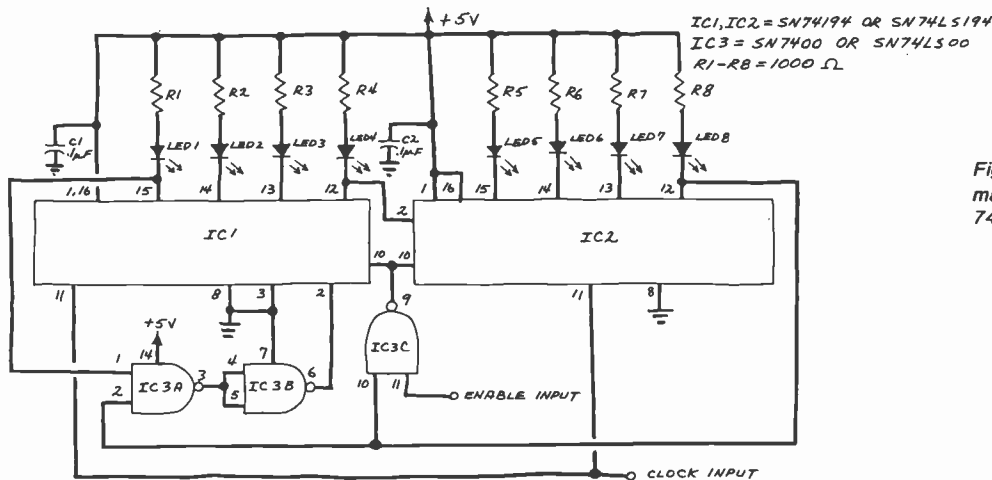 +5V
IC1, IC2 = SN74194 OR SN74LS194
IC3 = SN7400 OR SN74LS00
R1-R8 = 1000 Ω
R1 R2 R3 R4 R5 R6 R7 R8
C1 .1µF LED1 LED2 LED3 LED4 C2 .1µF LED5 LED6 LED7 LED8
1,16 15 14 13 12 1 16 15 14 13 12
2
IC1 IC2
10 10
11 8 3 2 9 11 8
+5V
14 7 IC3C
1 4 6
IC3A 3 IC3B
2 5 10 11
ENABLE INPUT
CLOCK INPUT
Fig
74